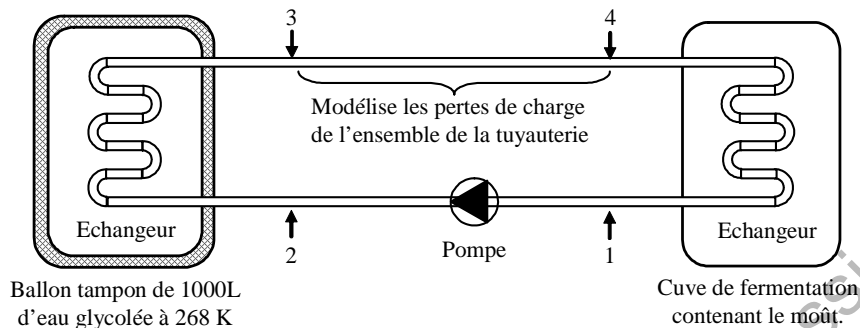 3
4
Modélise les pertes de charge
de l'ensemble de la tuyauterie
Echangeur
2
Pompe
1
Echangeur
Ballon tampon de 1000L
d'eau glycolée à 268 K
Cuve de fermentation
contenant le moût.